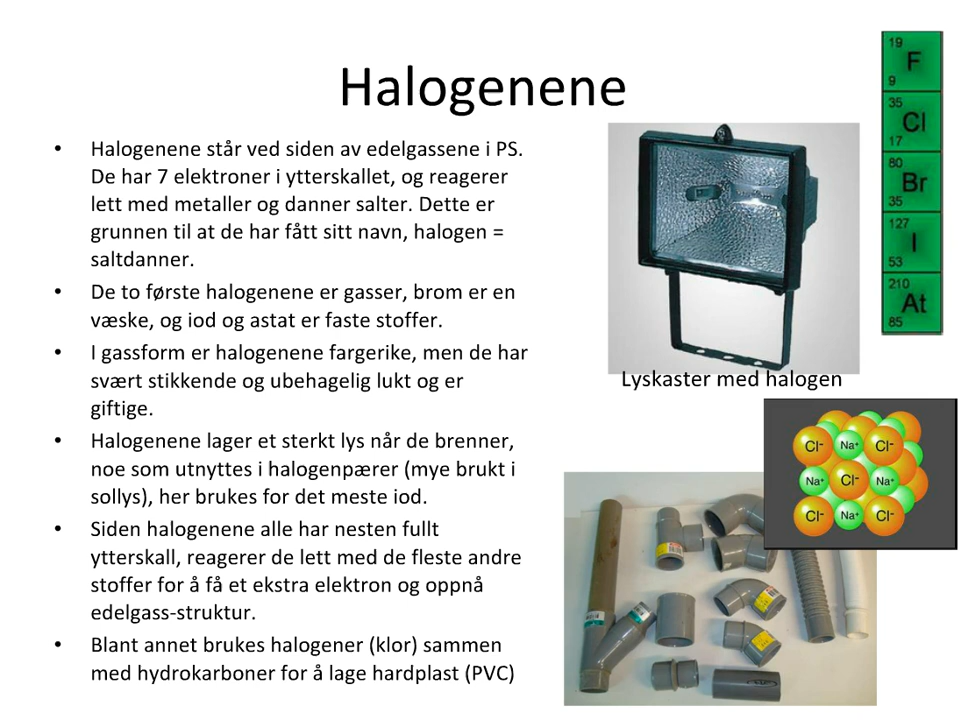 Halogenene
• Halogenene står ved siden av edelgassene i PS.
De har 7 elektroner i ytterskallet, og reagerer
lett med metaller og danner salter. Dette er
grunnen til at de har fått sitt navn, halogen =
saltdanner.
• De to første halogenene er gasser, brom er en
væske, og iod og astat er faste stoffer.
• I gassform er halogenene fargerike, men de har
svært stikkende og ubehagelig lukt og er
giftige.
• Halogenene lager et sterkt lys når de brenner,
noe som utnyttes i halogenpærer (mye brukt i
sollys), her brukes for det meste iod.
• Siden halogenene alle har nesten fullt
ytterskall, reagerer de lett med de fleste andre
stoffer for å få et ekstra elektron og oppnå
edelgass-struktur.
• Blant annet brukes halogener (klor) sammen
med hydrokarboner for å lage hardplast (PVC)
Lyskaster med halogen
19
F
9
35
Cl
17
80
Br
35
127
I
53
210
At
85
Cl- Na+ Cl-
Na+ Cl- Na+
Cl- Na+ Cl-